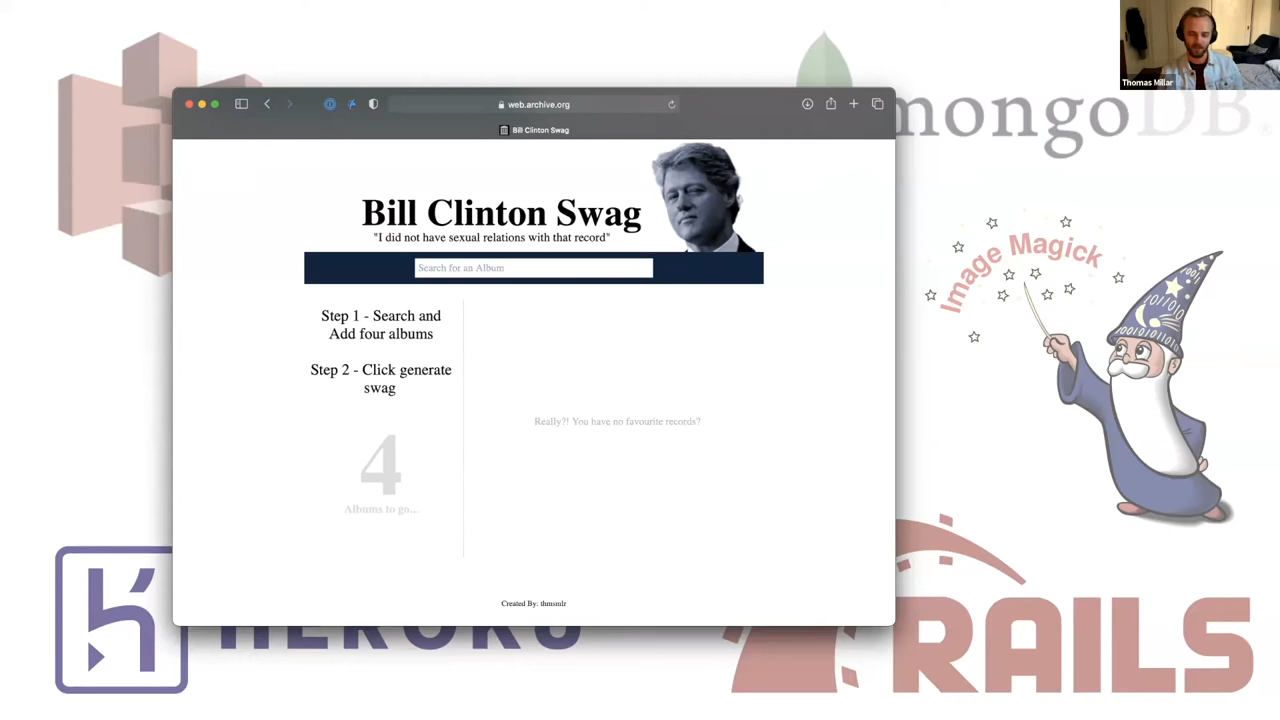 Thomas Millar
mongoDB
web.archive.org
Bill Clinton Swag
Bill Clinton Swag
"I did not have sexual relations with that record"
Search for an Album
Image Magick
Step 1 - Search and
Add four albums
Step 2 - Click generate
swag
Really?! You have no favourite records?
4
Albums to go...
Created By: thmsmlr
HEROKU
RAILS